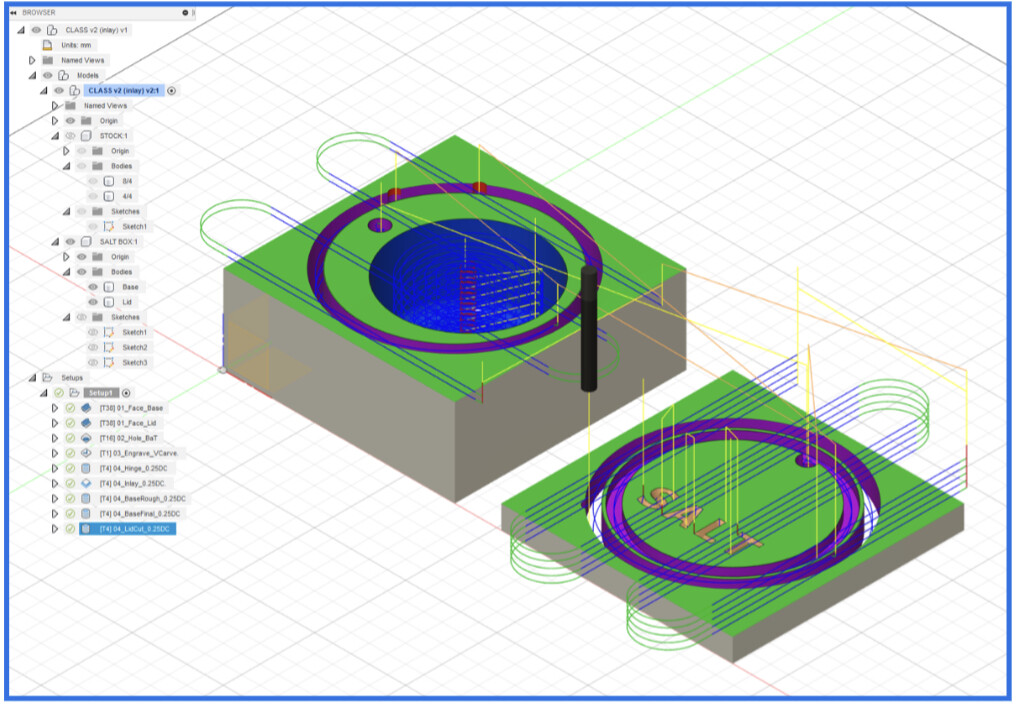 BROWSER
CLASS v2 (inlay) v1
Units: mm
Named Views
Models
CLASS v2 (inlay) v2:1
Named Views
Origin
STOCK:1
Origin
Bodies
8/4
4/4
Sketches
Sketch1
SALT BOX:1
Origin
Bodies
Base
Lid
Sketches
Sketch1
Sketch2
Sketch3
Setups
Setup1
[T38] 01_Face_Base
[T38] 01_Face_Lid
[T16] 02_Hole_BaT
[T1] 03_Engrave_VCarve.
[T4] 04_Hinge_0.25DC
[T4] 04_Inlay_0.25DC.
[T4] 04_BaseRough_0.25DC
[T4] 04_BaseFinal_0.25DC
[T4] 04_LidCut_0.25DC
SALT